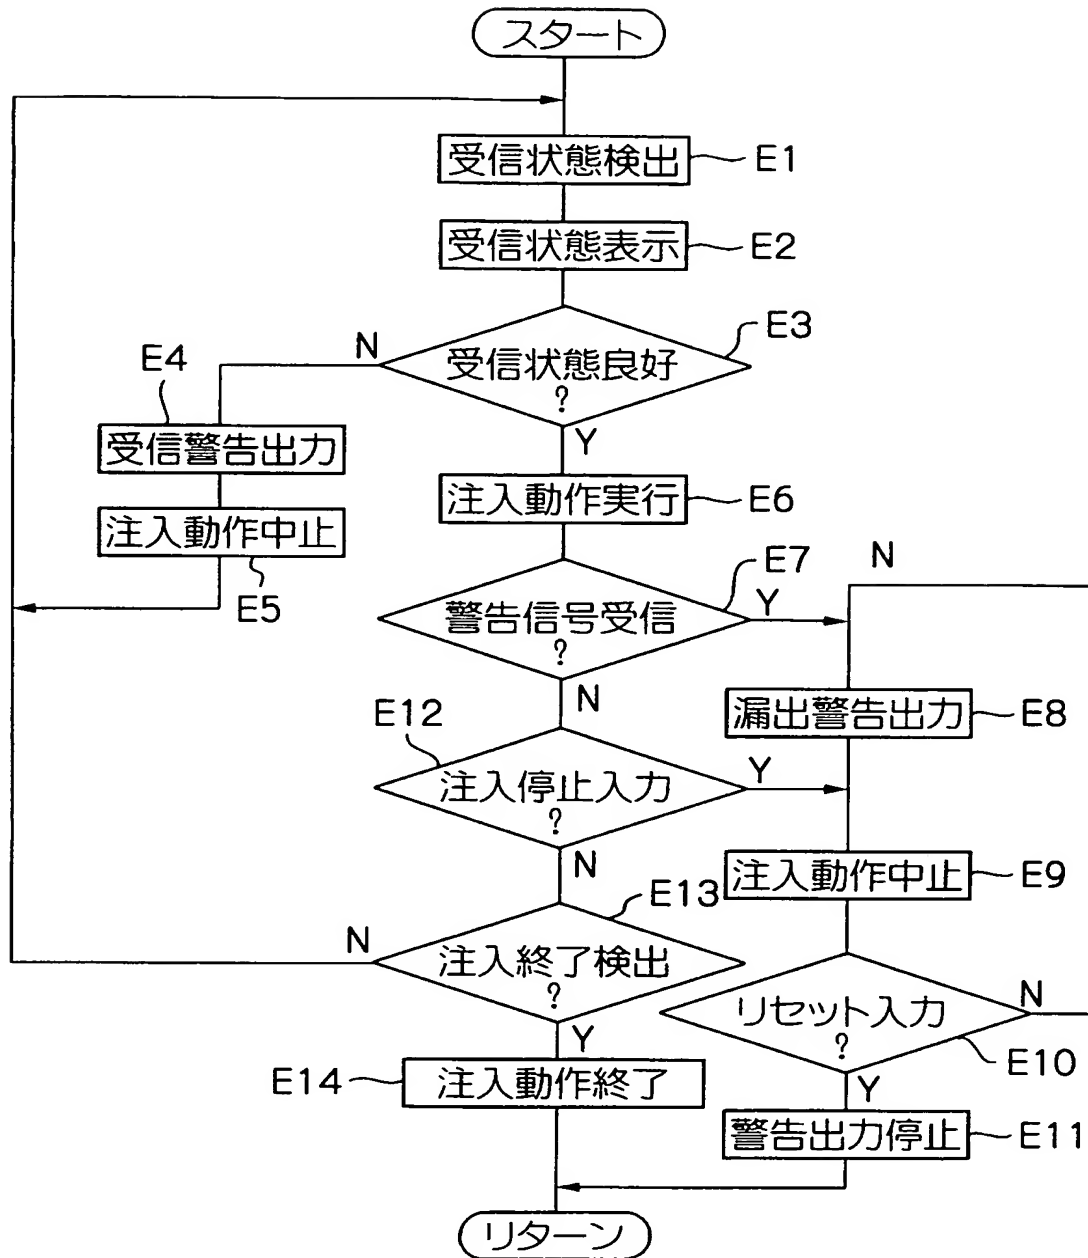 スタート
受信状態検出
E1
受信状態表示
E2
受信状態良好
?
E3
N
Y
E4
受信警告出力
注入動作中止
E5
注入動作実行
E6
警告信号受信
?
E7
Y
N
N
漏出警告出力
E8
E12
注入停止入力
?
Y
N
注入動作中止
E9
E13
注入終了検出
?
N
Y
リセット入力
?
N
E10
Y
E14
注入動作終了
警告出力停止
E11
リターン